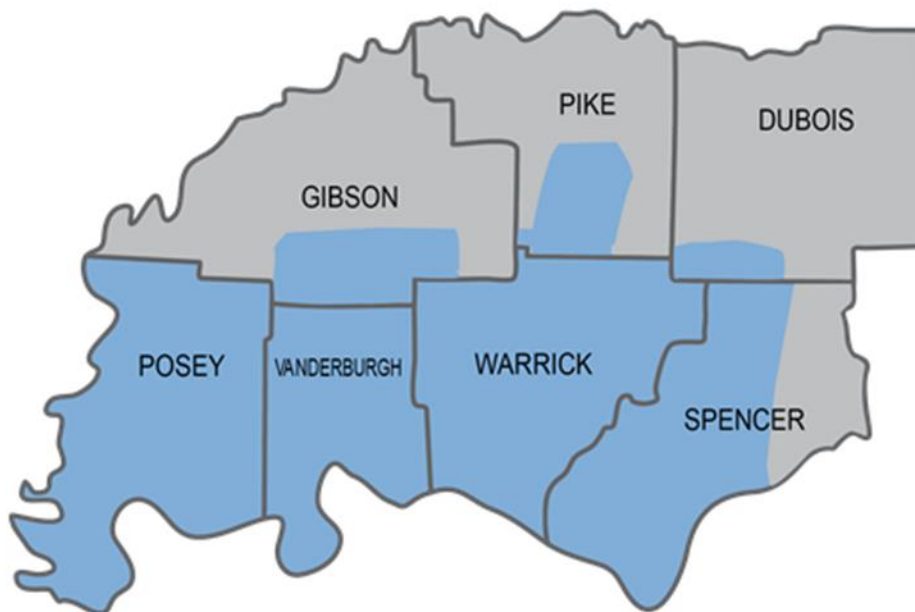 PIKE
DUBOIS
GIBSON
POSEY
VANDERBURGH
WARRICK
SPENCER